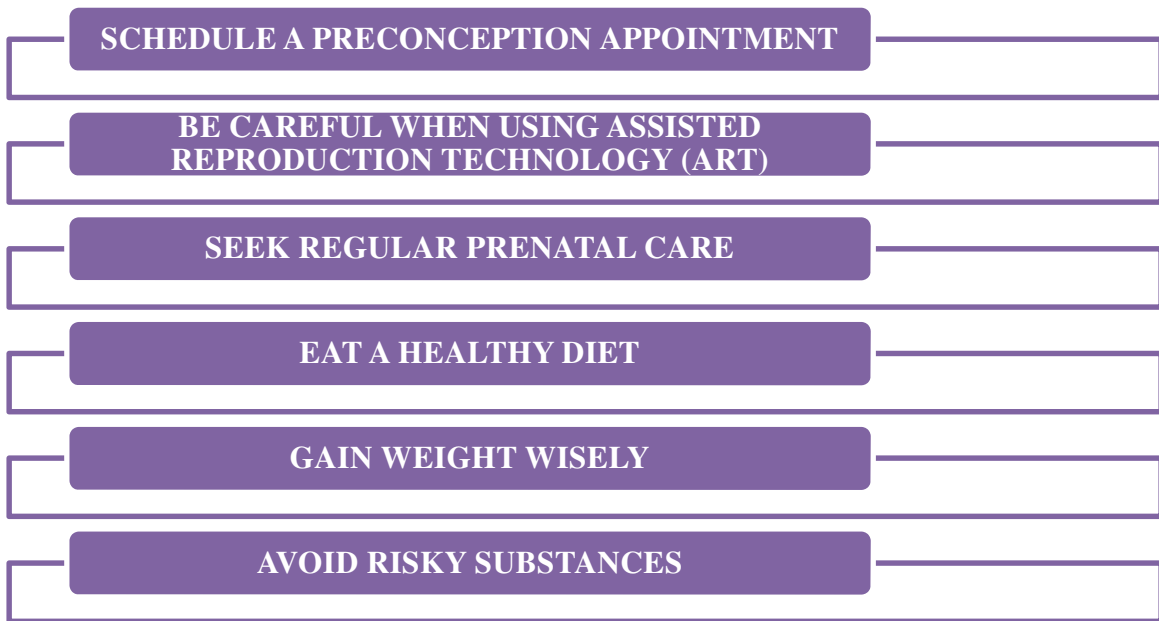 SCHEDULE A PRECONCEPTION APPOINTMENT
BE CAREFUL WHEN USING ASSISTED
REPRODUCTION TECHNOLOGY (ART)
SEEK REGULAR PRENATAL CARE
EAT A HEALTHY DIET
GAIN WEIGHT WISELY
AVOID RISKY SUBSTANCES